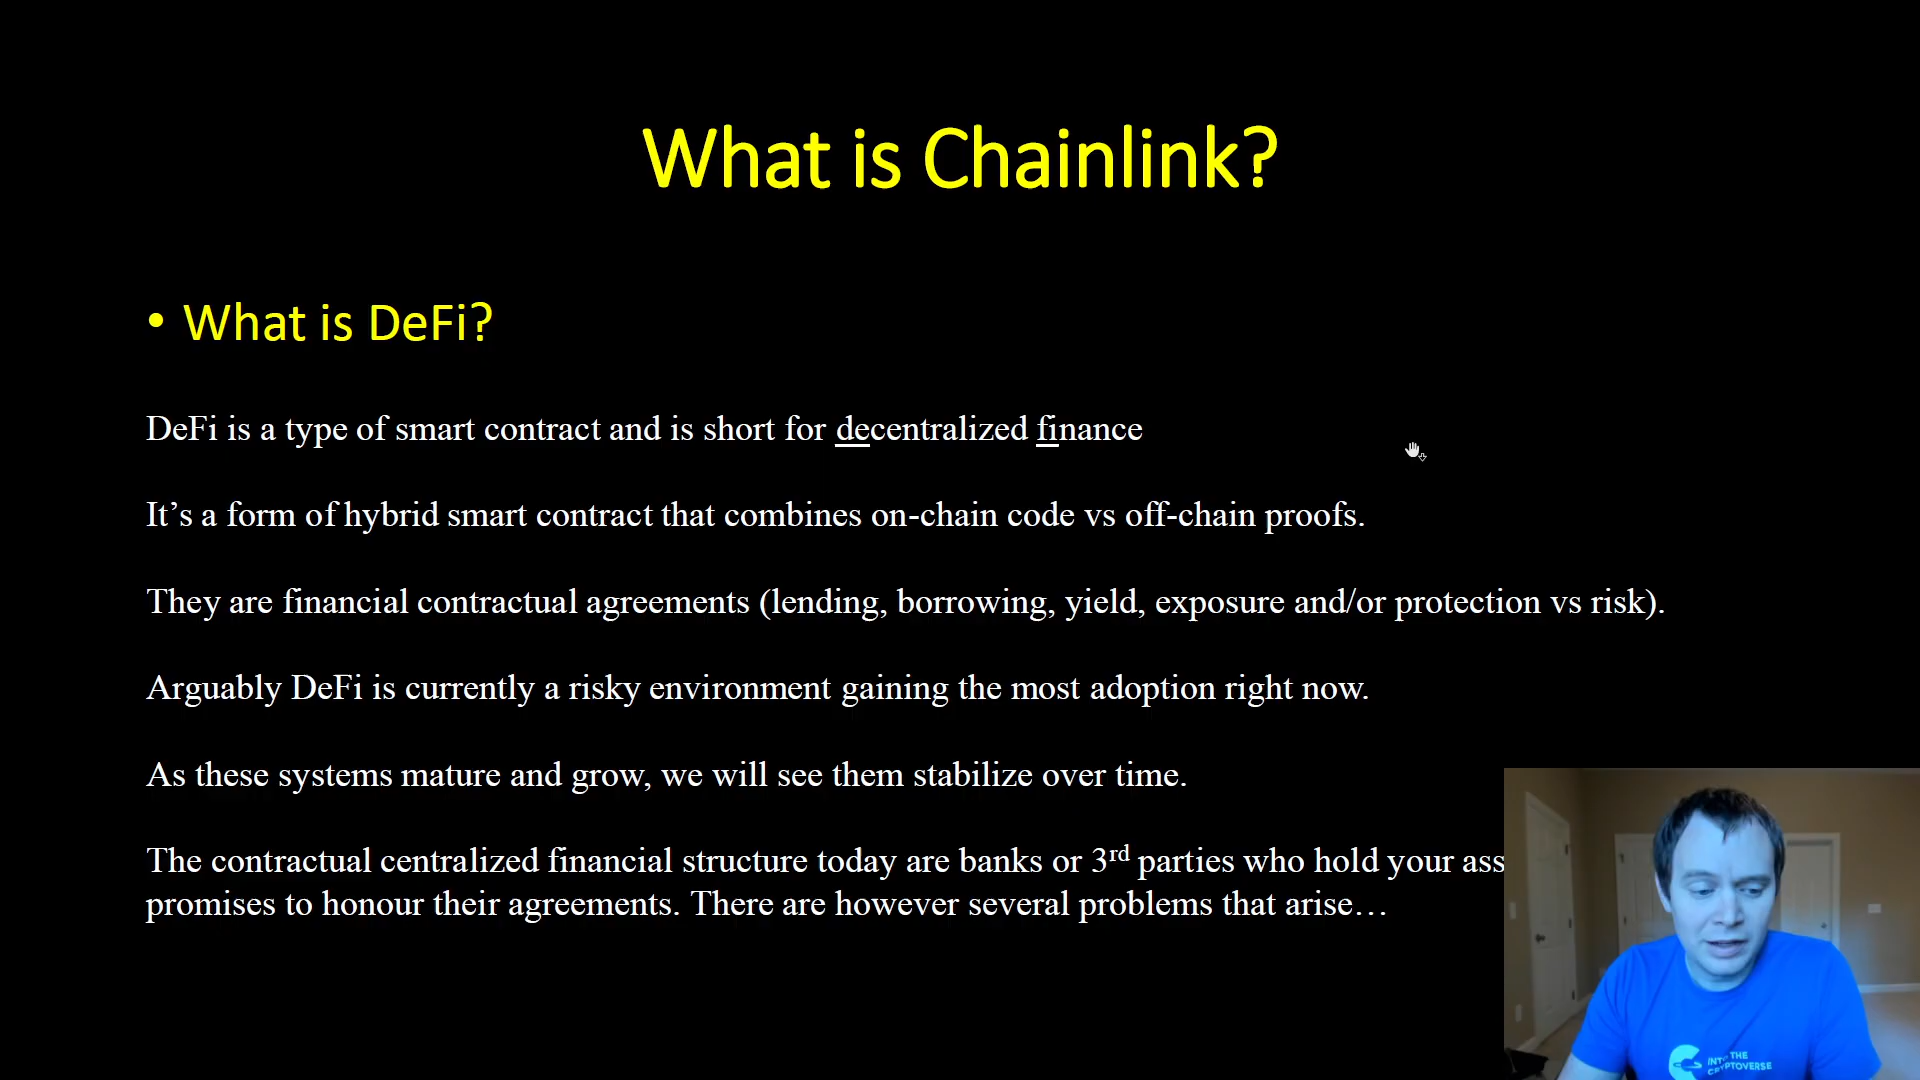 What is Chainlink?
• What is DeFi?
DeFi is a type of smart contract and is short for decentralized finance
It’s a form of hybrid smart contract that combines on-chain code vs off-chain proofs.
They are financial contractual agreements (lending, borrowing, yield, exposure and/or protection vs risk).
Arguably DeFi is currently a risky environment gaining the most adoption right now.
As these systems mature and grow, we will see them stabilize over time.
The contractual centralized financial structure today are banks or 3rd parties who hold your ass
promises to honour their agreements. There are however several problems that arise…
INTO THE
CRYPTOVERSE